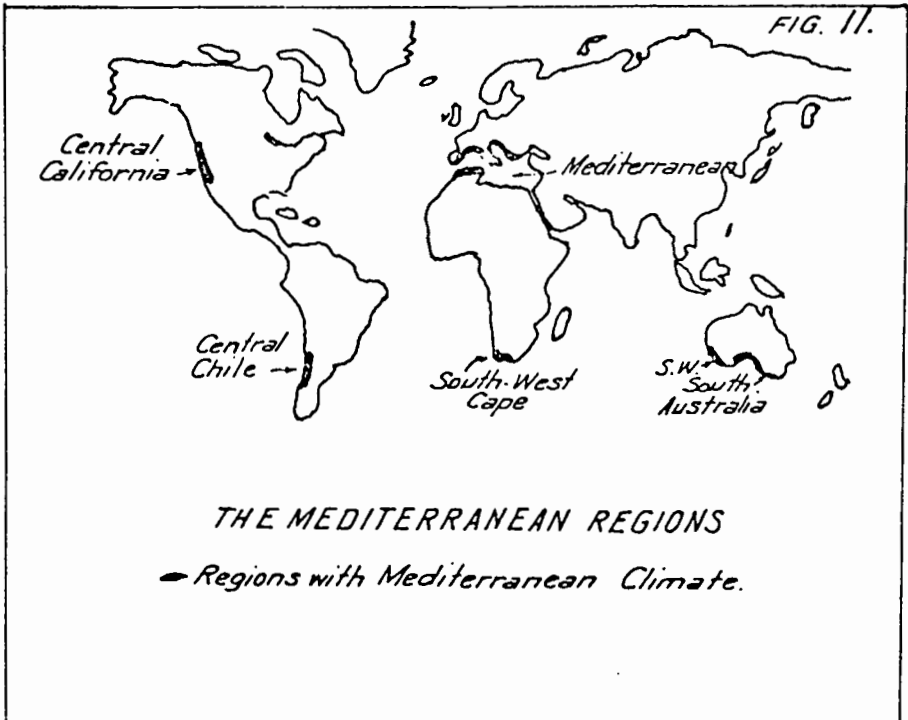 FIG. 11.
Central
California
Mediterranean
Central
Chile
South-West
Cape
S.W.
South
Australia
THE MEDITERRANEAN REGIONS
Regions with Mediterranean Climate.